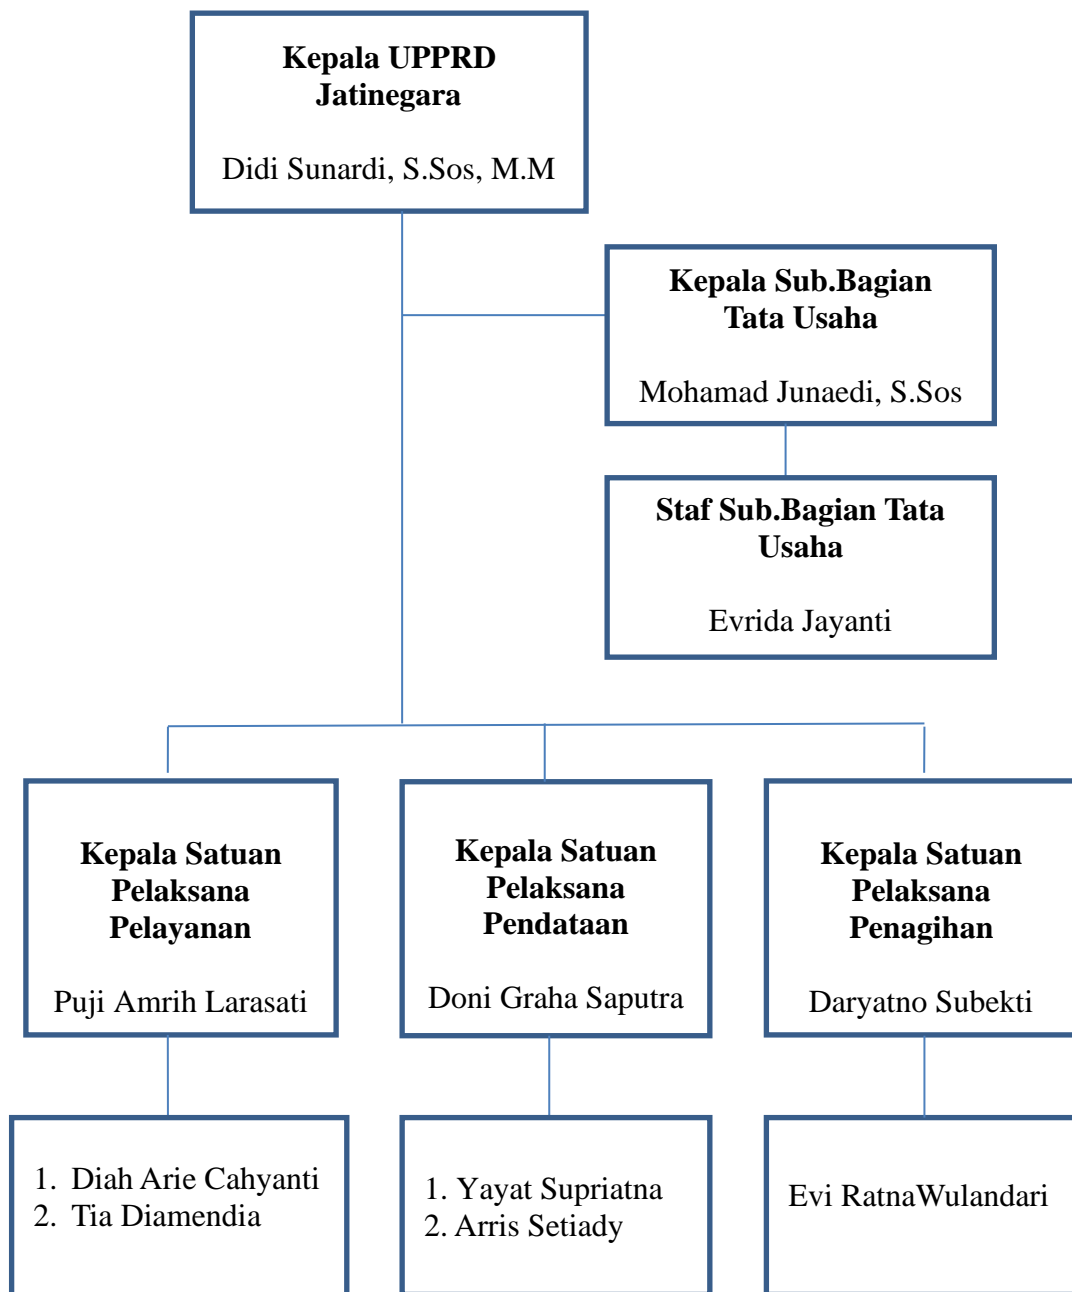 Kepala UPPRD
Jatinegara
Didi Sunardi, S.Sos, M.M
Kepala Sub.Bagian
Tata Usaha
Mohamad Junaedi, S.Sos
Staf Sub.Bagian Tata
Usaha
Evrida Jayanti
Kepala Satuan
Pelaksana
Pelayanan
Puji Amrih Larasati
Kepala Satuan
Pelaksana
Pendataan
Doni Graha Saputra
Kepala Satuan
Pelaksana
Penagihan
Daryatno Subekti
1. Diah Arie Cahyanti
2. Tia Diamendia
1. Yayat Supriatna
2. Arris Setiady
Evi RatnaWulandari